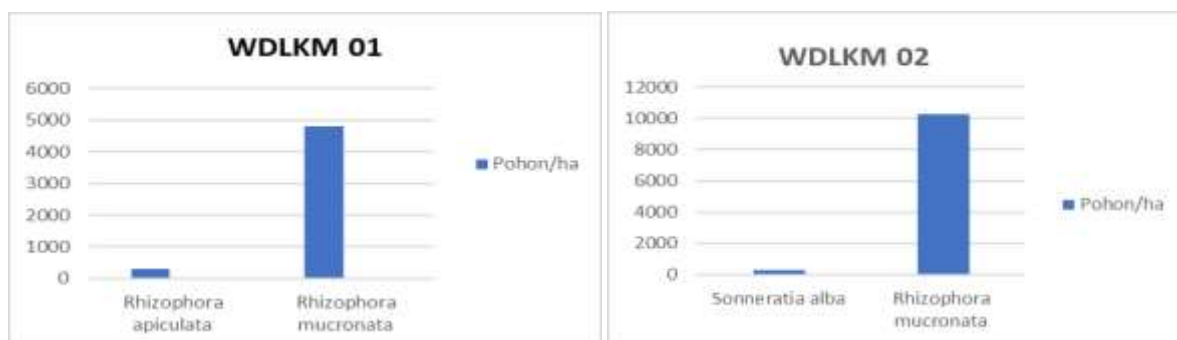 WDLKM 01
6000
5000
4000
3000
2000
1000
0
Rhizophora
apiculata
Rhizophora
mucronata
Pohon/ha
WDLKM 02
12000
10000
8000
6000
4000
2000
0
Sonneratia alba
Rhizophora
mucronata
Pohon/ha